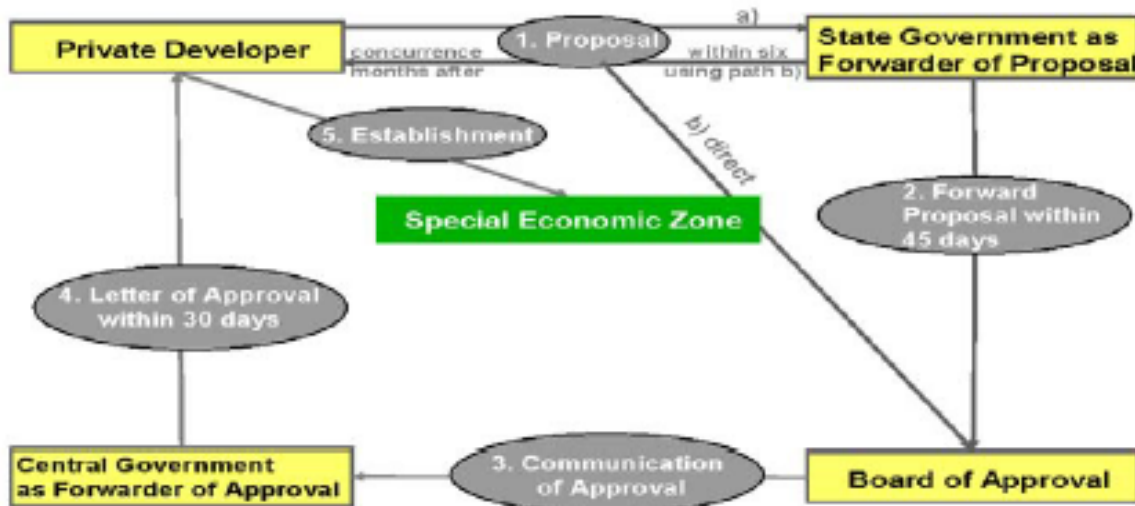 Private Developer
1. Proposal
a)
State Government as
Forwarder of Proposal
concurrence
within six
months after
using path b)
5. Establishment
b) direct
2. Forward
Proposal within
45 days
Special Economic Zone
4. Letter of Approval
within 30 days
Central Government
as Forwarder of Approval
3. Communication
of Approval
Board of Approval